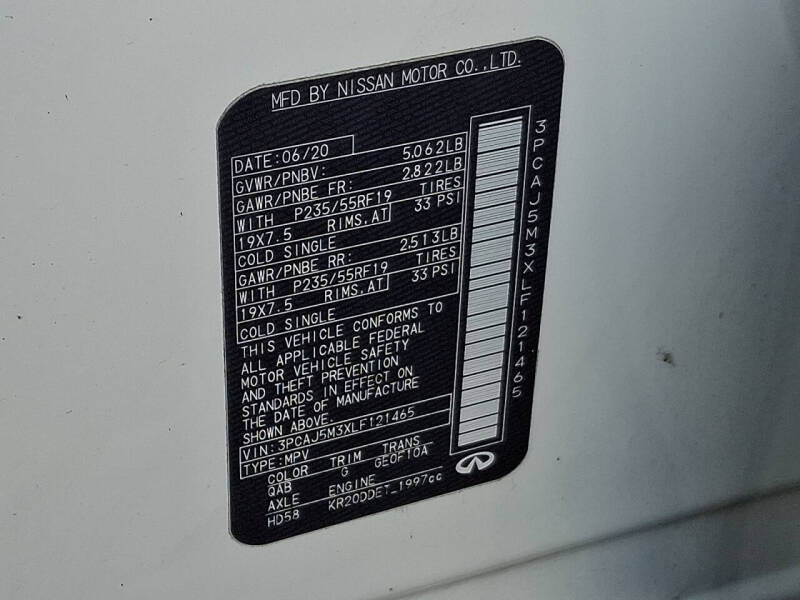 MFD BY NISSAN MOTOR CO.,LTD.
DATE:06/20
GVWR/PNBV: 5,062LB
GAWR/PNBE FR: 2,822LB
WITH P235/55RF19 TIRES
19X7.5 RIMS,AT 33 PSI
COLD SINGLE
GAWR/PNBE RR: 2,513LB
WITH P235/55RF19 TIRES
19X7.5 RIMS,AT 33 PSI
COLD SINGLE
THIS VEHICLE CONFORMS TO
ALL APPLICABLE FEDERAL
MOTOR VEHICLE SAFETY
AND THEFT PREVENTION
STANDARDS IN EFFECT ON
THE DATE OF MANUFACTURE
SHOWN ABOVE.
VIN:3PCAJ5M3XLF121465
TYPE:MPV
COLOR TRIM TRANS
QAB G GE0F10A
AXLE ENGINE
HD58 KR20DDET_1997cc
3PCAJ5M3XLF121465